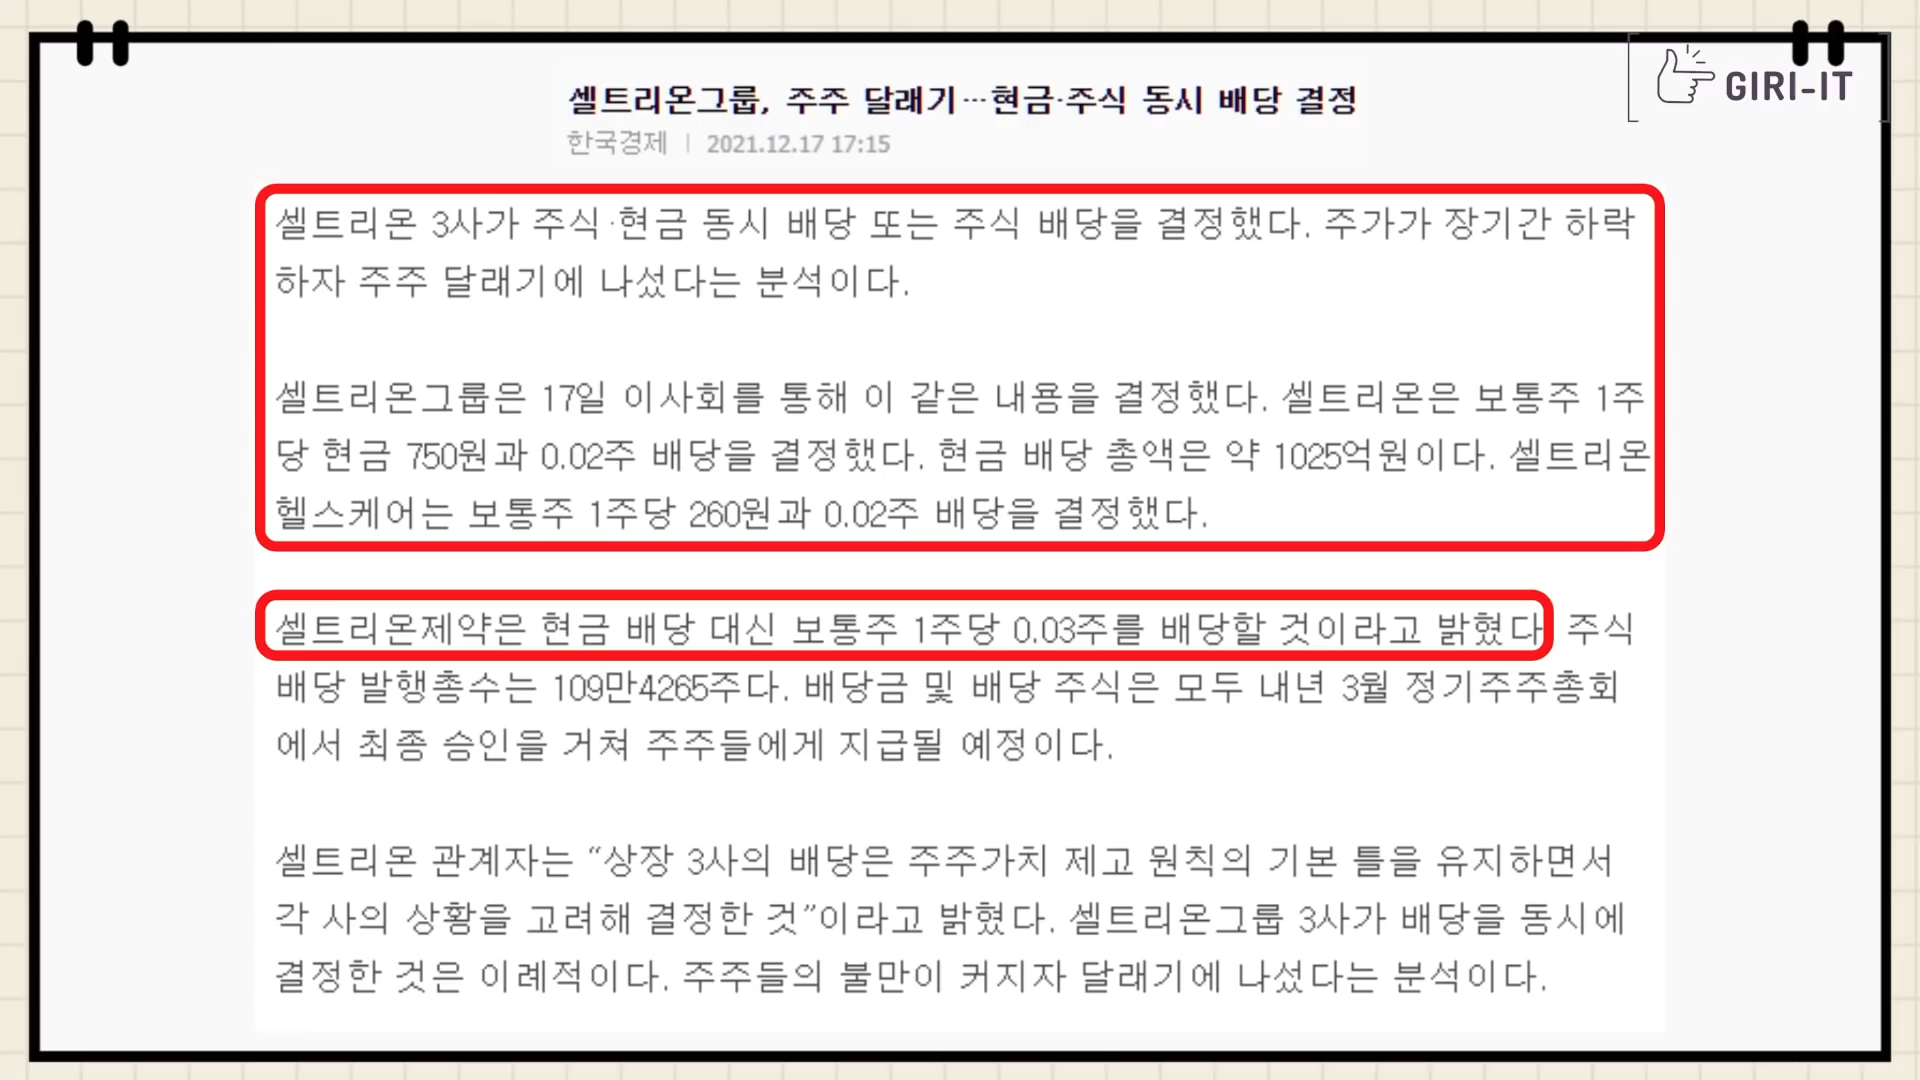 GIRI-IT
셀트리온그룹, 주주 달래기…현금·주식 동시 배당 결정
한국경제 | 2021.12.17 17:15
셀트리온 3사가 주식·현금 동시 배당 또는 주식 배당을 결정했다. 주가가 장기간 하락
하자 주주 달래기에 나섰다는 분석이다.
셀트리온그룹은 17일 이사회를 통해 이 같은 내용을 결정했다. 셀트리온은 보통주 1주
당 현금 750원과 0.02주 배당을 결정했다. 현금 배당 총액은 약 1025억원이다. 셀트리온
헬스케어는 보통주 1주당 260원과 0.02주 배당을 결정했다.
셀트리온제약은 현금 배당 대신 보통주 1주당 0.03주를 배당할 것이라고 밝혔다 주식
배당 발행총수는 109만4265주다. 배당금 및 배당 주식은 모두 내년 3월 정기주주총회
에서 최종 승인을 거쳐 주주들에게 지급될 예정이다.
셀트리온 관계자는 “상장 3사의 배당은 주주가치 제고 원칙의 기본 틀을 유지하면서
각 사의 상황을 고려해 결정한 것”이라고 밝혔다. 셀트리온그룹 3사가 배당을 동시에
결정한 것은 이례적이다. 주주들의 불만이 커지자 달래기에 나섰다는 분석이다.